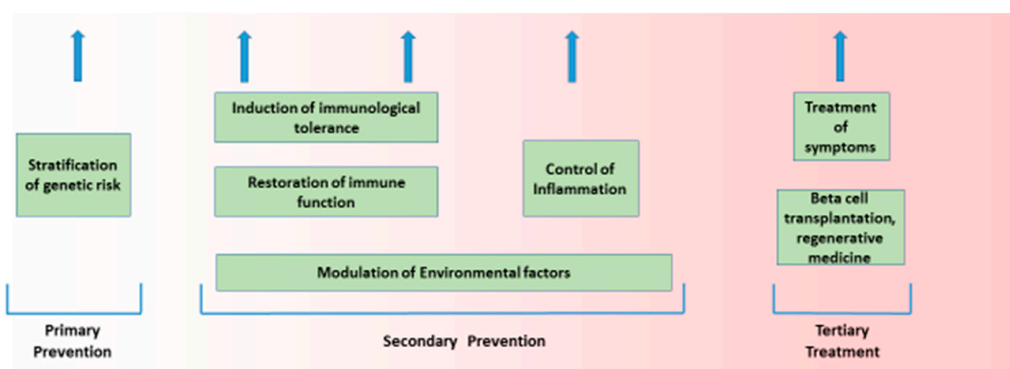 Stratification
of genetic risk
Induction of immunological
tolerance
Restoration of immune
function
Control of
Inflammation
Modulation of Environmental factors
Treatment
of
symptoms
Beta cell
transplantation,
regenerative
medicine
Primary
Prevention
Secondary Prevention
Tertiary
Treatment